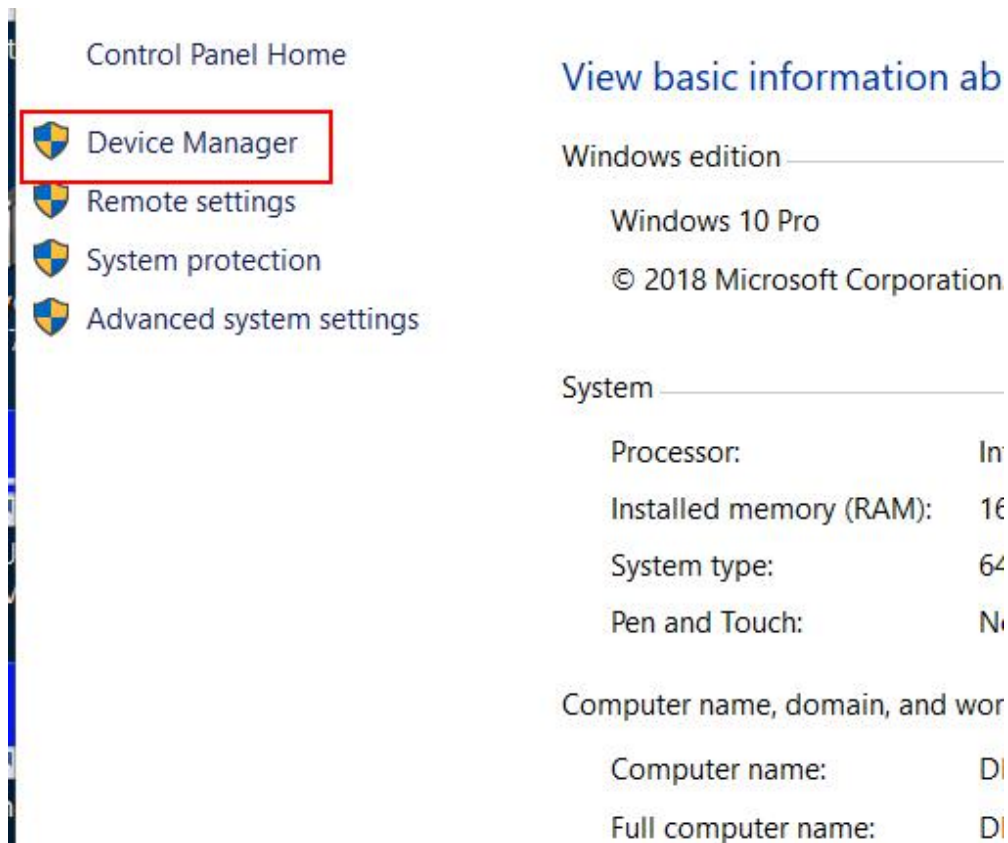 Control Panel Home
Device Manager
Remote settings
System protection
Advanced system settings
View basic information
Windows edition
Windows 10 Pro
© 2018 Microsoft Corporation.
System
Processor:
Installed memory (RAM):
System type:
Pen and Touch:
Computer name, domain, and
Computer name:
Full computer name: